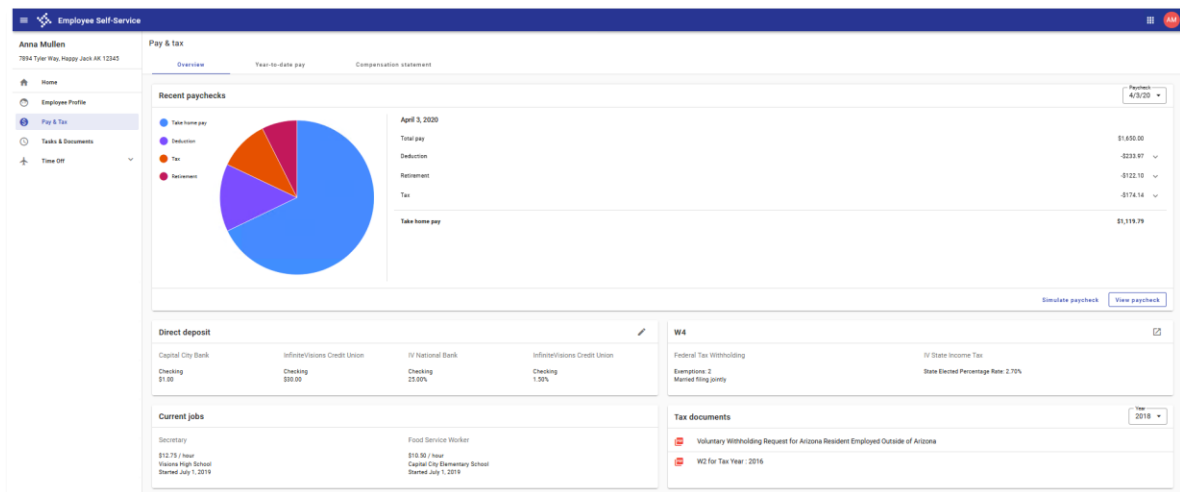 Employee Self-Service
AM
Anna Mullen
7894 Tyler Way, Happy Jack AK 12345
Home
Employee Profile
Pay & Tax
Tasks & Documents
Time Off
Pay & tax
Overview Year-to-date pay Compensation statement
Recent paychecks
Paycheck
4/3/20
Take home pay
Deduction
Tax
Retirement
April 3, 2020
Total pay $1,650.00
Deduction -$233.97
Retirement -$122.10
Tax -$174.14
Take home pay $1,119.79
Simulate paycheck View paycheck
Direct deposit
Capital City Bank
Checking
$1.00
InfiniteVisions Credit Union
Checking
$30.00
IV National Bank
Checking
25.00%
InfiniteVisions Credit Union
Checking
1.50%
W4
Federal Tax Withholding
Exemptions: 2
Married filing jointly
IV State Income Tax
State Elected Percentage Rate: 2.70%
Current jobs
Secretary
$12.75 / hour
Visions High School
Started July 1, 2019
Food Service Worker
$10.50 / hour
Capital City Elementary School
Started July 1, 2019
Tax documents
Year
2016
Voluntary Withholding Request for Arizona Resident Employed Outside of Arizona
W2 for Tax Year : 2016